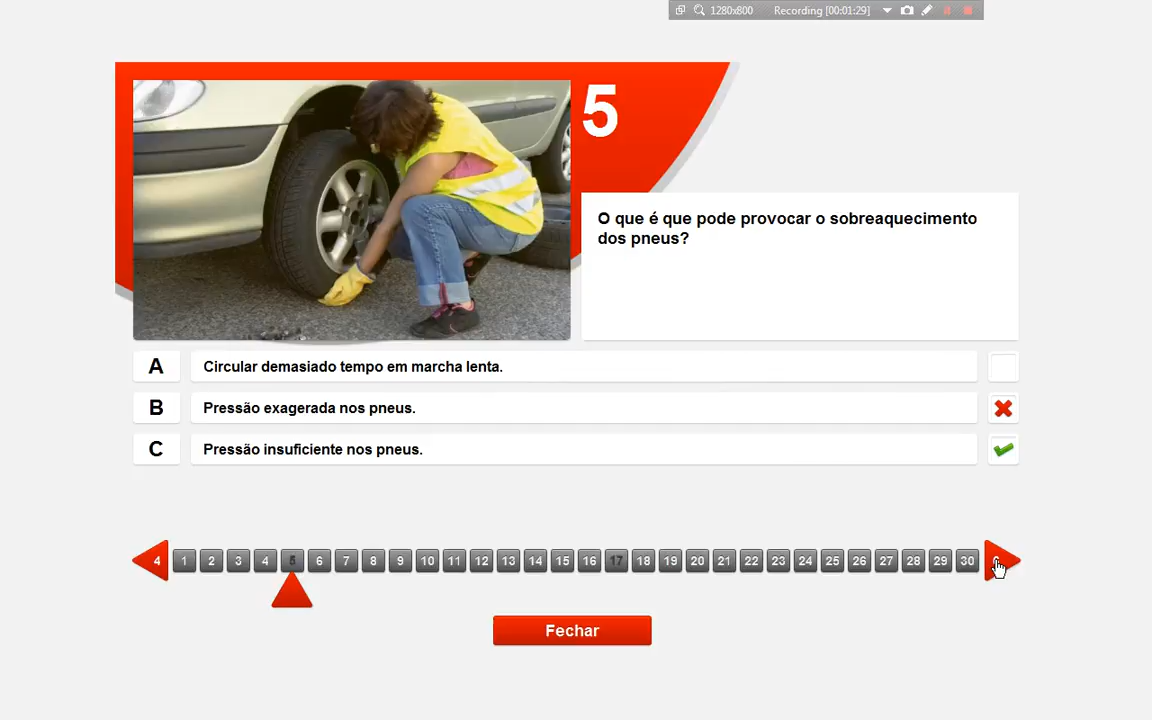 1280x800 Recording [00:01:29]
5
O que é que pode provocar o sobreaquecimento
dos pneus?
A Circular demasiado tempo em marcha lenta.
B Pressão exagerada nos pneus.
C Pressão insuficiente nos pneus.
4 1 2 3 4 5 6 7 8 9 10 11 12 13 14 15 16 17 18 19 20 21 22 23 24 25 26 27 28 29 30
Fechar